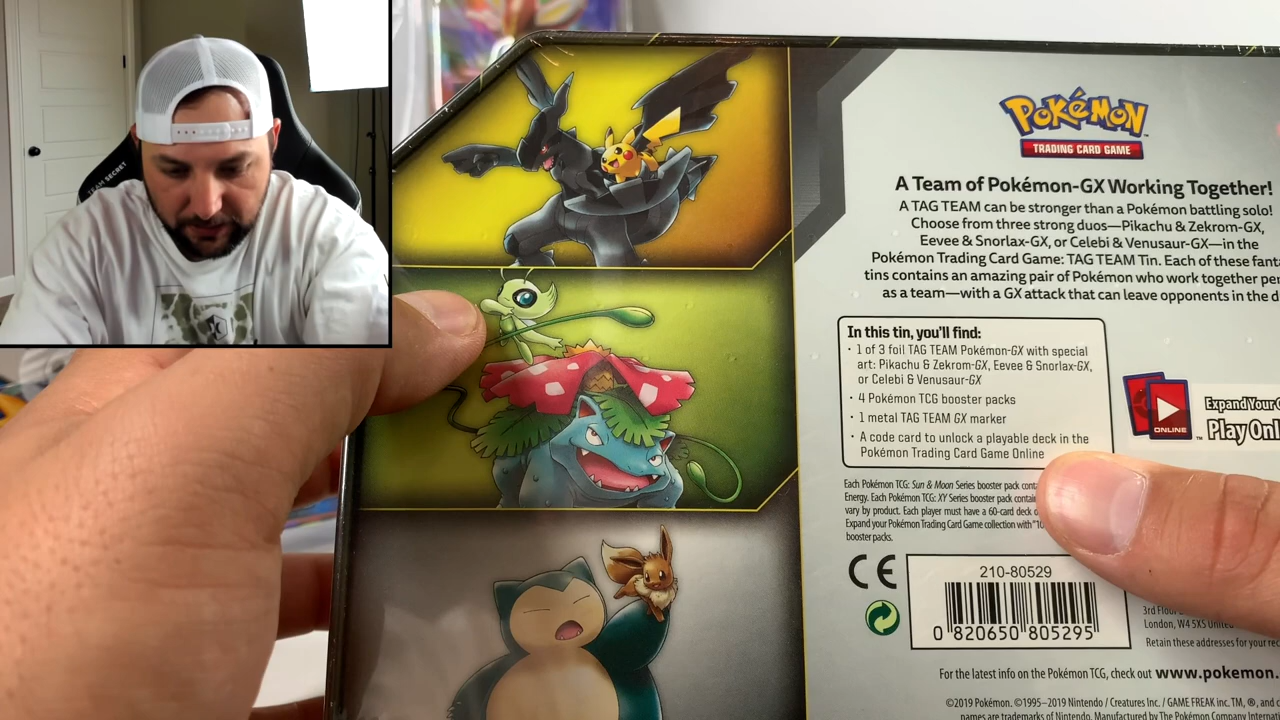 TEAM SECRET
POKéMON
TRADING CARD GAME
A Team of Pokémon-GX Working Together!
A TAG TEAM can be stronger than a Pokémon battling solo!
Choose from three strong duos—Pikachu & Zekrom-GX,
Eevee & Snorlax-GX, or Celebi & Venusaur-GX—in the
Pokémon Trading Card Game: TAG TEAM Tin. Each of these
tins contains an amazing pair of Pokémon who work together
as a team—with a GX attack that can leave opponents in the
In this tin, you'll find:
· 1 of 3 foil TAG TEAM Pokémon-GX with special
art: Pikachu & Zekrom-GX, Eevee & Snorlax-GX,
or Celebi & Venusaur-GX
· 4 Pokémon TCG booster packs
· 1 metal TAG TEAM GX marker
· A code card to unlock a playable deck in the
Pokémon Trading Card Game Online
ONLINE
Expand Your
Play
Each Pokémon TCG: Sun & Moon Series booster pack
Energy. Each Pokémon TCG: XY Series booster pack
vary by product. Each player must have a 60-card deck
Expand your Pokémon Trading Card Game collection with
booster packs.
CE
210-80529
0 820650 805295
3rd
London, W4 5XS
Retain these addresses for your
For the latest info on the Pokémon TCG, check out www.pokemon.
©2019 Pokémon. ©1995–2019 Nintendo / Creatures Inc. / GAME FREAK inc. TM, ®, and
names are trademarks of Nintendo. Manufactured by The Pokémon Company